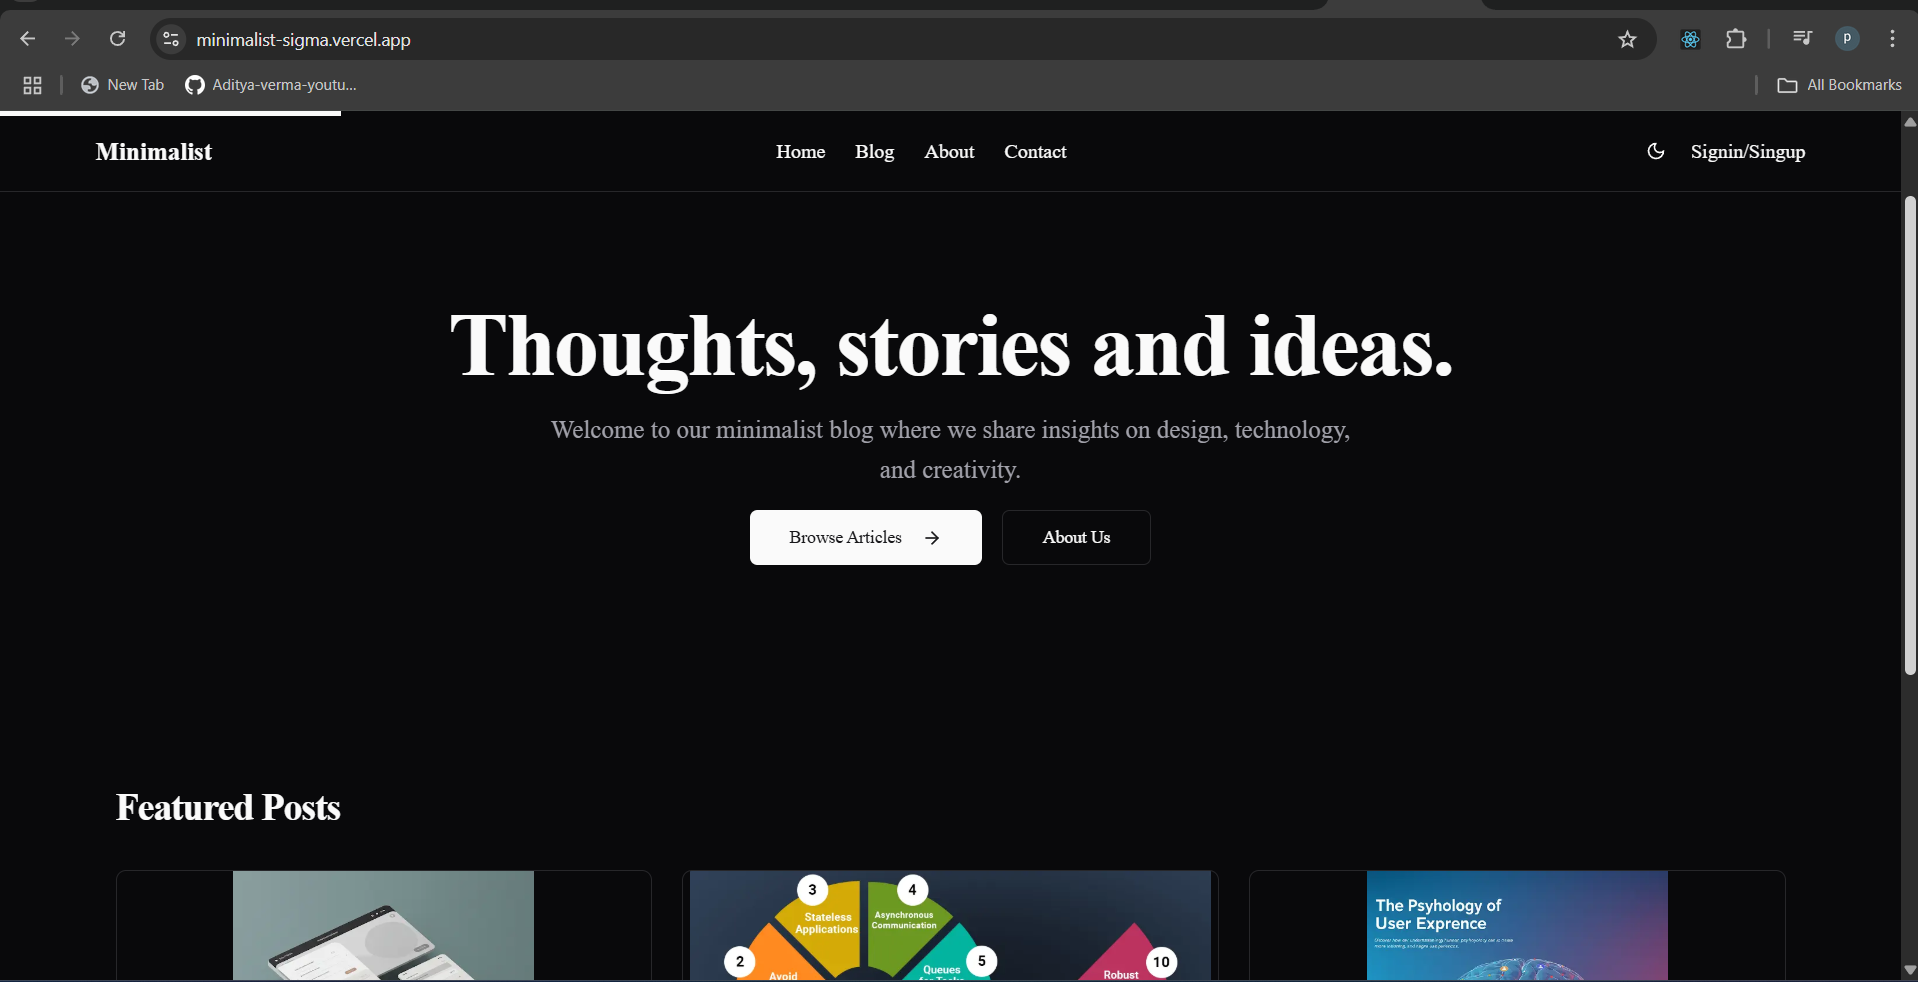 minimalist-sigma.vercel.app
p
New Tab
Aditya-verma-youtu...
All Bookmarks
Minimalist
Home
Blog
About
Contact
Signin/Singup
Thoughts, stories and ideas.
Welcome to our minimalist blog where we share insights on design, technology,
and creativity.
Browse Articles
About Us
Featured Posts
3
Stateless
Applications
4
Asynchronous
Communication
2
Avoid
5
Queues
10
Robust
The Psyhology of
User Exprence